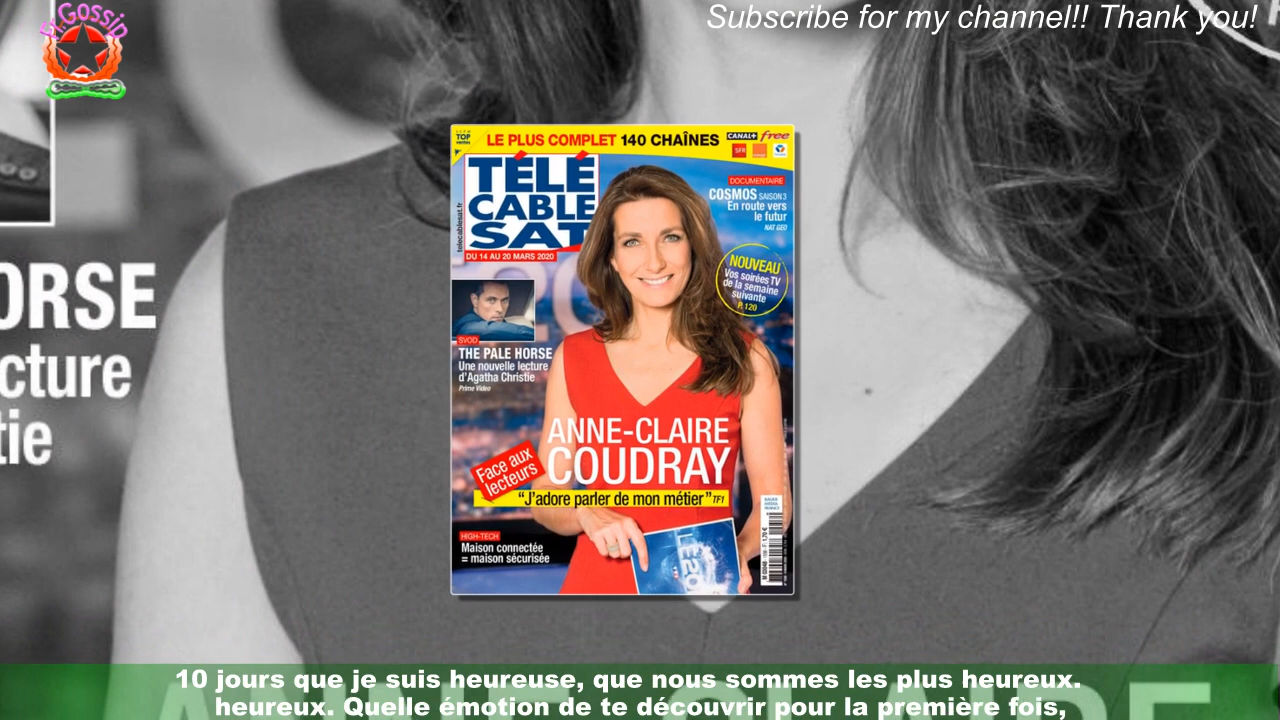 Fr.Gossip
Subscribe for my channel!! Thank you!
TOP
LE PLUS COMPLET 140 CHAÎNES
CANAL+ free
SFR orange
TÉLÉ
CABLE
SAT
telecablesat.fr
DU 14 AU 20 MARS 2020
DOCUMENTAIRE
COSMOS SAISON 3
En route vers
le futur
NAT GEO
NOUVEAU
Vos soirées TV
de la semaine
suivante
P. 120
SVOD
THE PALE HORSE
Une nouvelle lecture
d'Agatha Christie
Prime Video
ANNE-CLAIRE
COUDRAY
Face aux
lecteurs
“J'adore parler de mon métier” TF1
HIGH-TECH
Maison connectée
= maison sécurisée
LE20H
ORSE
cture
tie
10 jours que je suis heureuse, que nous sommes les plus heureux.
heureux. Quelle émotion de te découvrir pour la première fois,